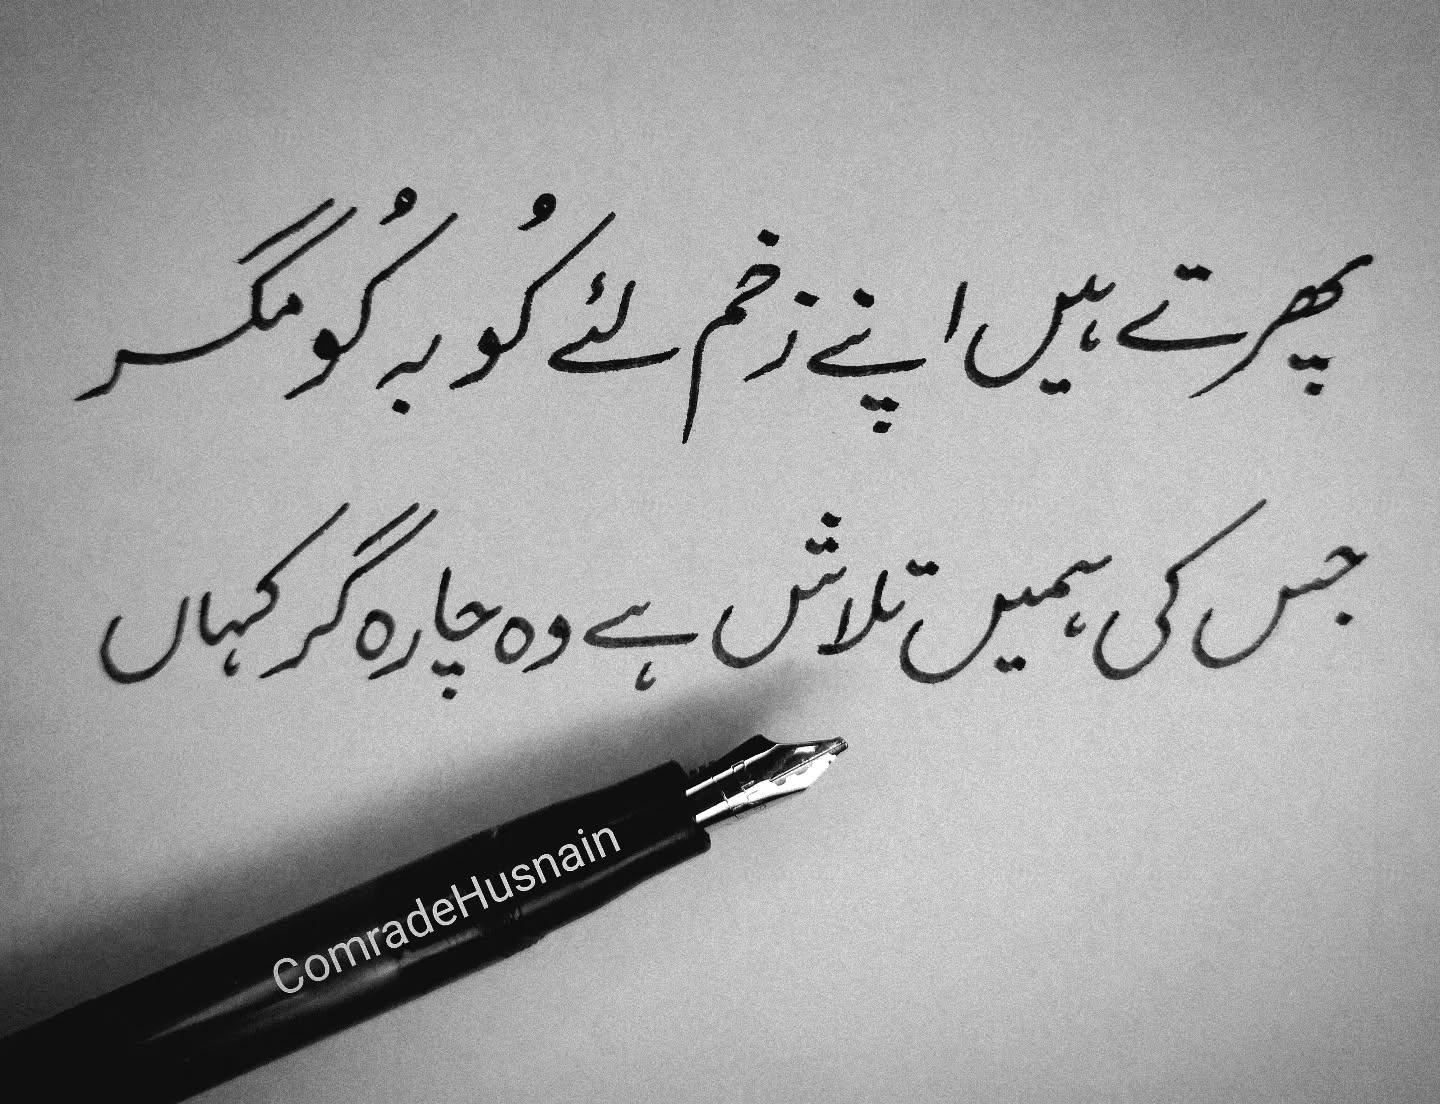 پھرتے ہیں اپنے زخم لئے کُو بہ کُو مگر
جس کی ہمیں تلاش ہے وہ چارہ گر کہاں
ComradeHusnain